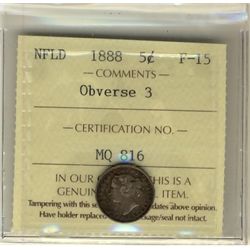 NFLD 1888 5¢ F-15
— COMMENTS —
Obverse 3
— CERTIFICATION NO. —
MQ 816
IN OUR THIS IS A
GENUIN ITEM.
Tampering with this se dates above opinion.
Have holder replaced kage/seal not intact.